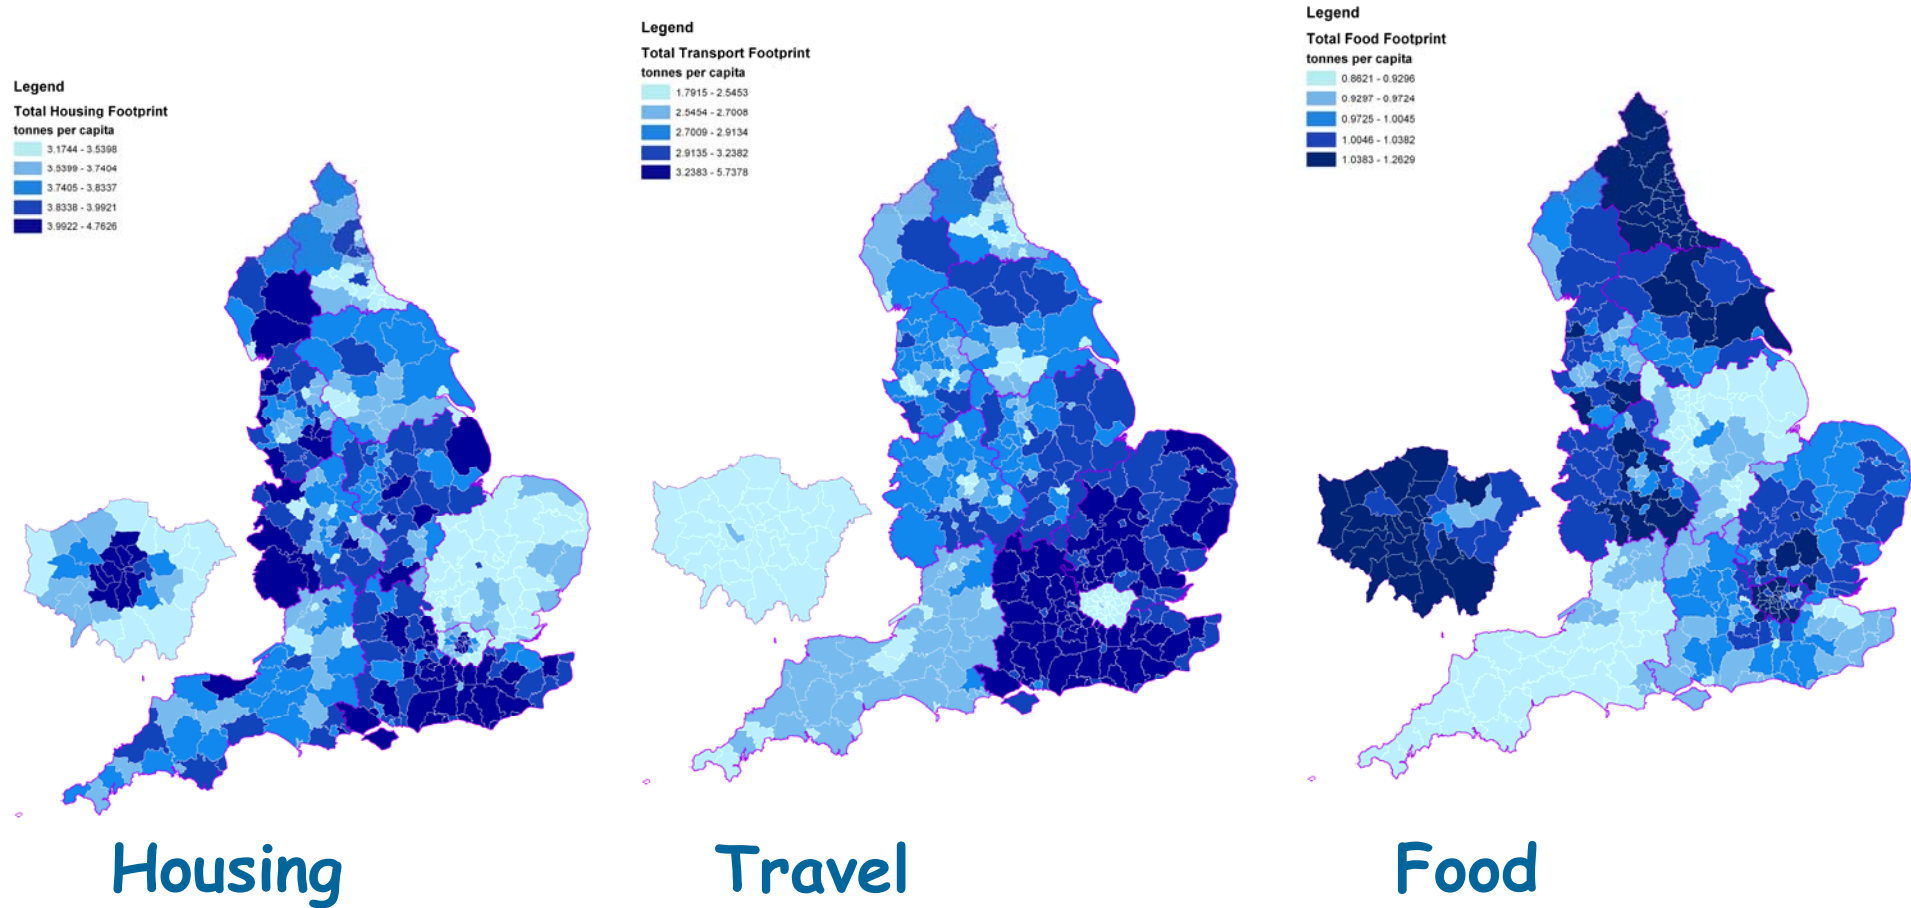 Legend
Total Housing Footprint
tonnes per capita
3.1744 - 3.5398
3.5399 - 3.7404
3.7405 - 3.8337
3.8338 - 3.9921
3.9922 - 4.7626
Legend
Total Transport Footprint
tonnes per capita
1.7915 - 2.5453
2.5454 - 2.7008
2.7009 - 2.9134
2.9135 - 3.2382
3.2383 - 5.7378
Legend
Total Food Footprint
tonnes per capita
0.8621 - 0.9296
0.9297 - 0.9724
0.9725 - 1.0045
1.0046 - 1.0382
1.0383 - 1.2629
Housing
Travel
Food